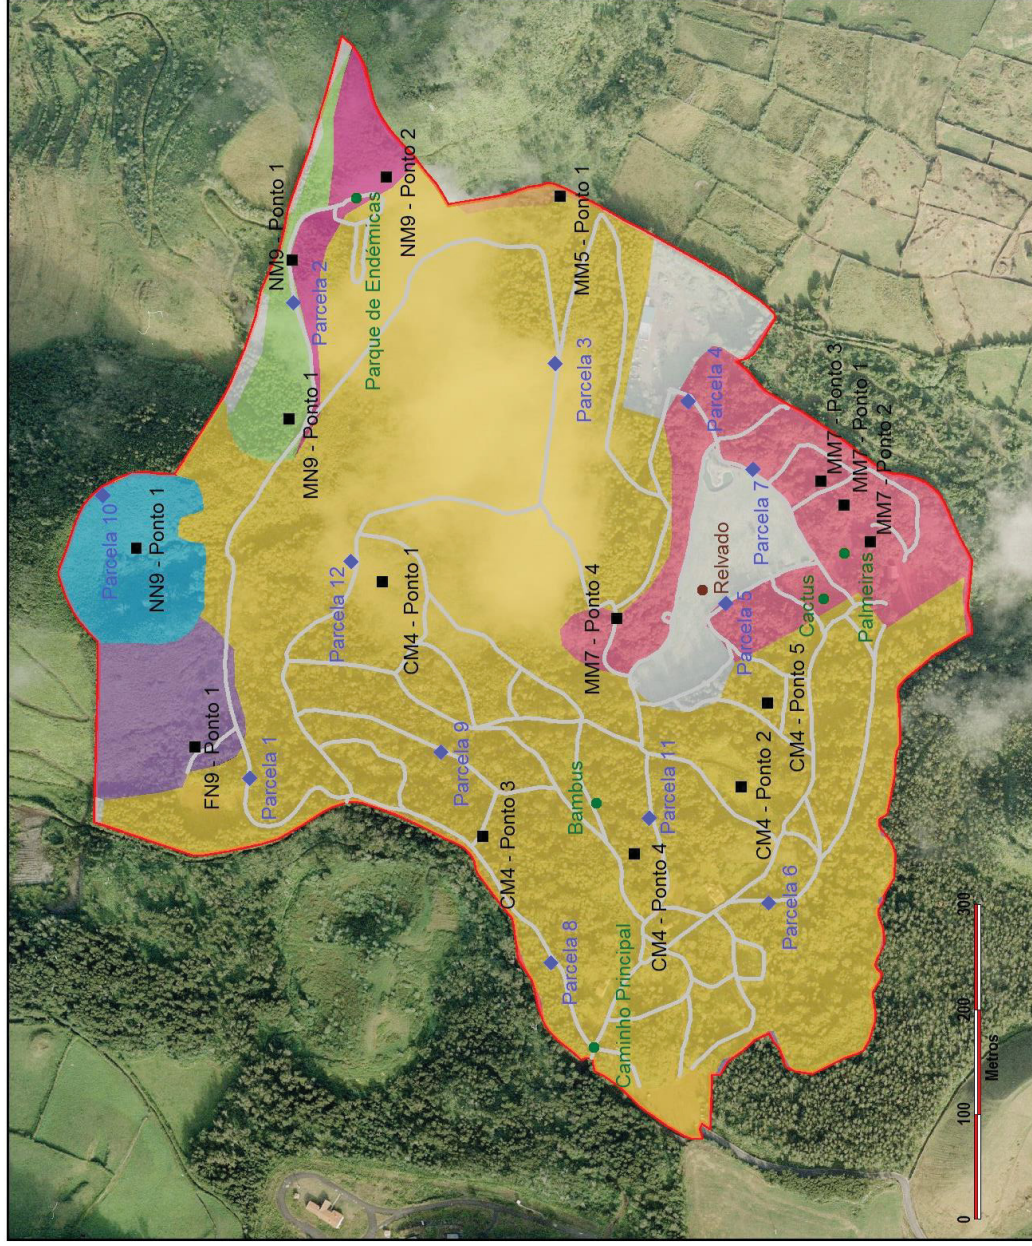 Parcela 10
NN9 - Ponto 1
FN9 - Ponto 1
Parcela 1
NM9 - Ponto 1
MN9 - Ponto 1
Parcela 2
Parcela 12
Parque de Endémicas
NM9 - Ponto 2
CM4 - Ponto 1
Parcela 9
CM4 - Ponto 3
Parcela 8
Bambus
MM5 - Ponto 1
Parcela 3
MM7 - Ponto 4
Caminho Principal
CM4 - Ponto 4
Parcela 11
Parcela 4
Relvado
Parcela 5
Parcela 7
CM4 - Ponto 2
Parcela 6
CM4 - Ponto 5
Cactus
MM7 - Ponto 3
MM7 - Ponto 1
Palmeiras
MM7 - Ponto 2
0 100 200 300
Metros